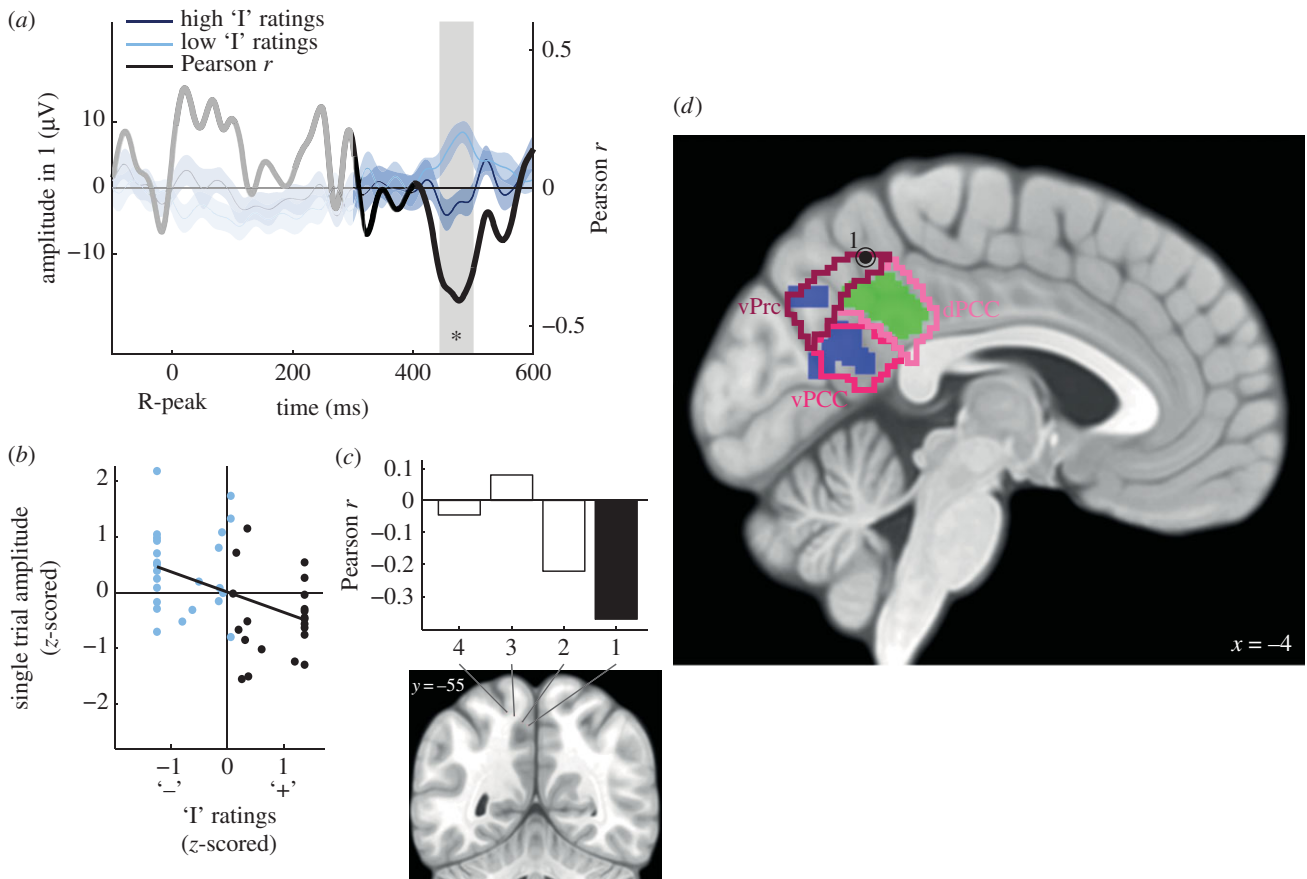 (a)
high ‘I’ ratings
low ‘I’ ratings
Pearson r
amplitude in 1 (μV)
10
0
−10
0.5
0
−0.5
Pearson r
*
0
200
400
600
R-peak
time (ms)
(b)
single trial amplitude
(z-scored)
2
1
0
−1
−2
−1
0
1
‘−’
‘+’
‘I’ ratings
(z-scored)
(c)
Pearson r
0.1
0
−0.1
−0.2
−0.3
4
3
2
1
y = −55
(d)
1
vPrc
dPCC
vPCC
x = −4